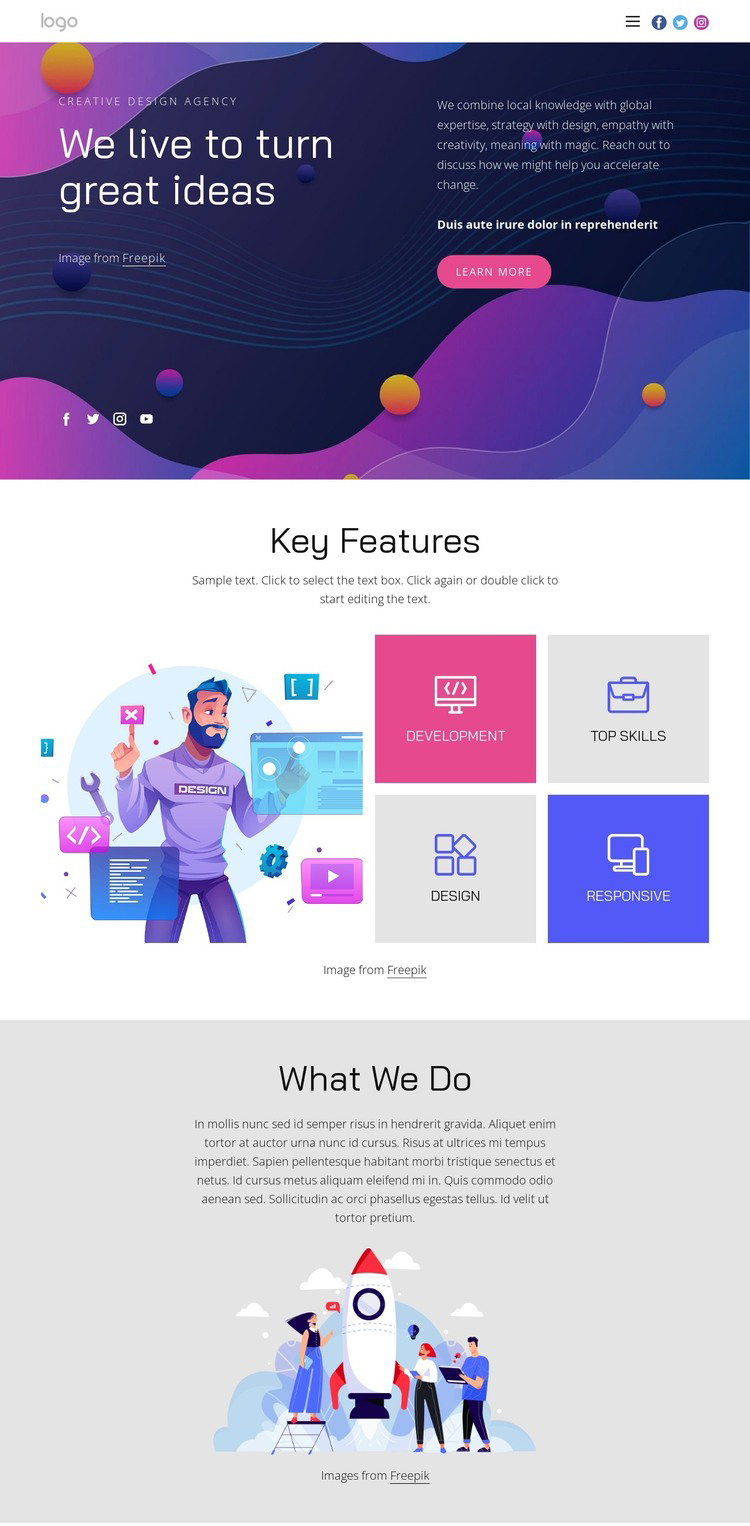 logo
CREATIVE DESIGN AGENCY
We live to turn
great ideas
Image from Freepik
We combine local knowledge with global
expertise, strategy with design, empathy with
creativity, meaning with magic. Reach out to
discuss how we might help you accelerate
change.
Duis aute irure dolor in reprehenderit
LEARN MORE
Key Features
Sample text. Click to select the text box. Click again or double click to
start editing the text.
[ ]
]
DESIGN
</>
</>
DEVELOPMENT
TOP SKILLS
DESIGN
RESPONSIVE
Image from Freepik
What We Do
In mollis nunc sed id semper risus in hendrerit gravida. Aliquet enim
tortor at auctor urna nunc id cursus. Risus at ultrices mi tempus
imperdiet. Sapien pellentesque habitant morbi tristique senectus et
netus. Id cursus metus aliquam eleifend mi in. Quis commodo odio
aenean sed. Sollicitudin ac orci phasellus egestas tellus. Id velit ut
tortor pretium.
Images from Freepik